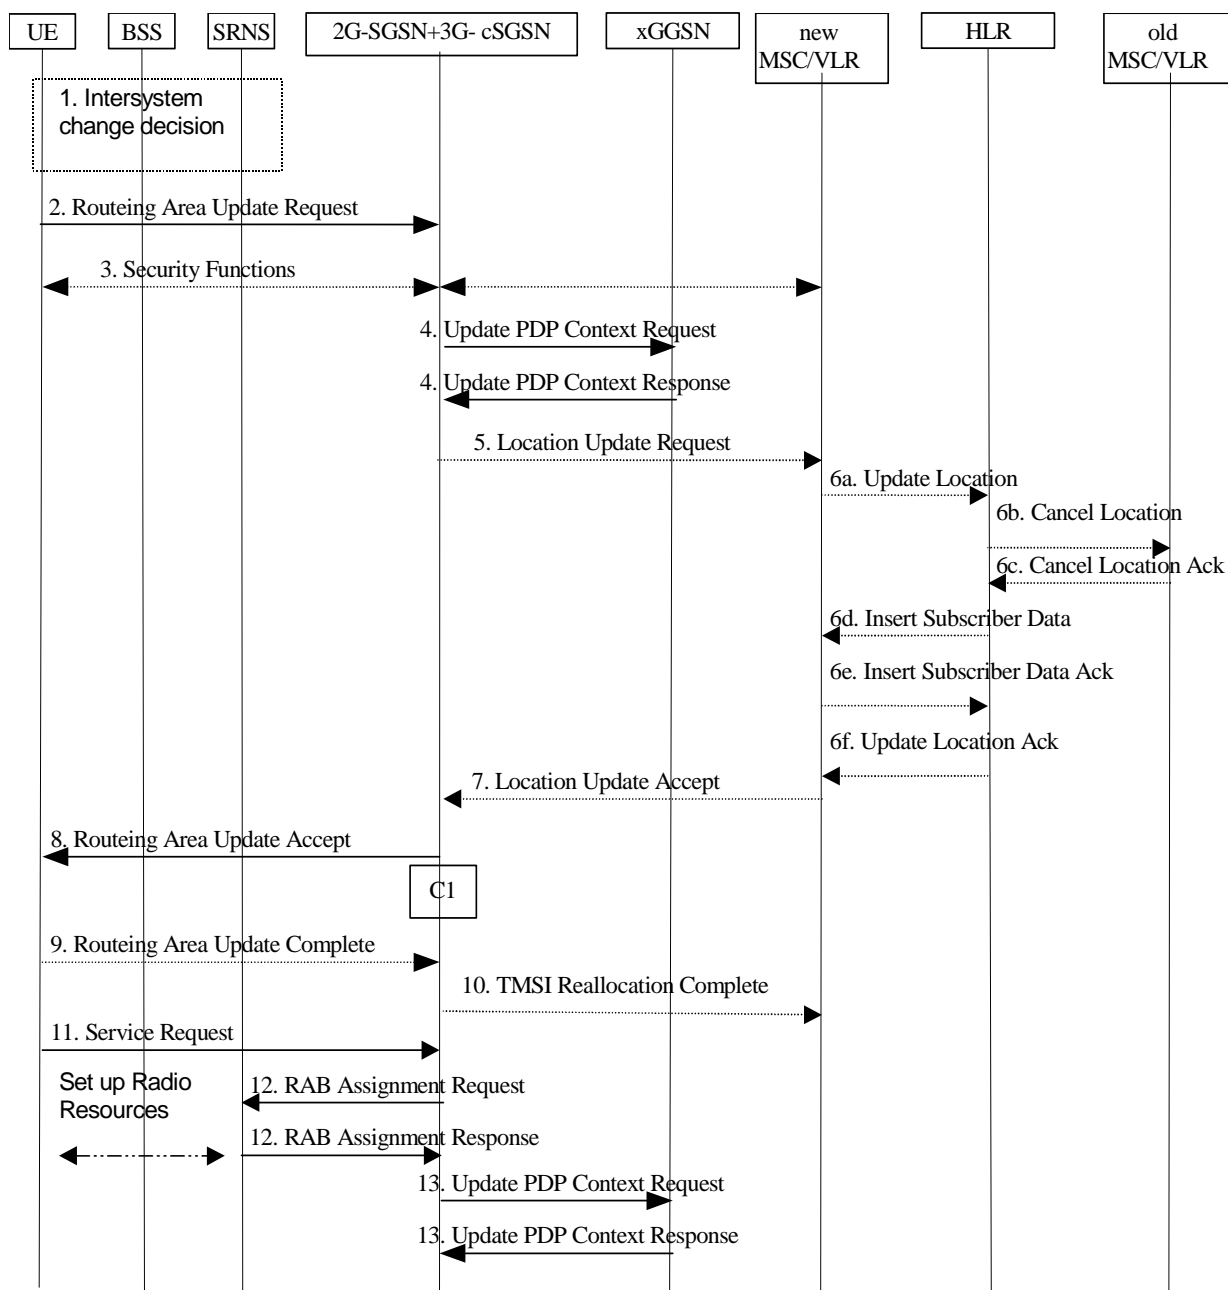 UE
BSS
SRNS
2G-SGSN+3G- cSGSN
xGGSN
new
MSC/VLR
HLR
old
MSC/VLR
1. Intersystem
change decision
2. Routeing Area Update Request
3. Security Functions
4. Update PDP Context Request
4. Update PDP Context Response
5. Location Update Request
6a. Update Location
6b. Cancel Location
6c. Cancel Location Ack
6d. Insert Subscriber Data
6e. Insert Subscriber Data Ack
6f. Update Location Ack
7. Location Update Accept
8. Routeing Area Update Accept
C1
9. Routeing Area Update Complete
10. TMSI Reallocation Complete
11. Service Request
Set up Radio
Resources
12. RAB Assignment Request
12. RAB Assignment Response
13. Update PDP Context Request
13. Update PDP Context Response